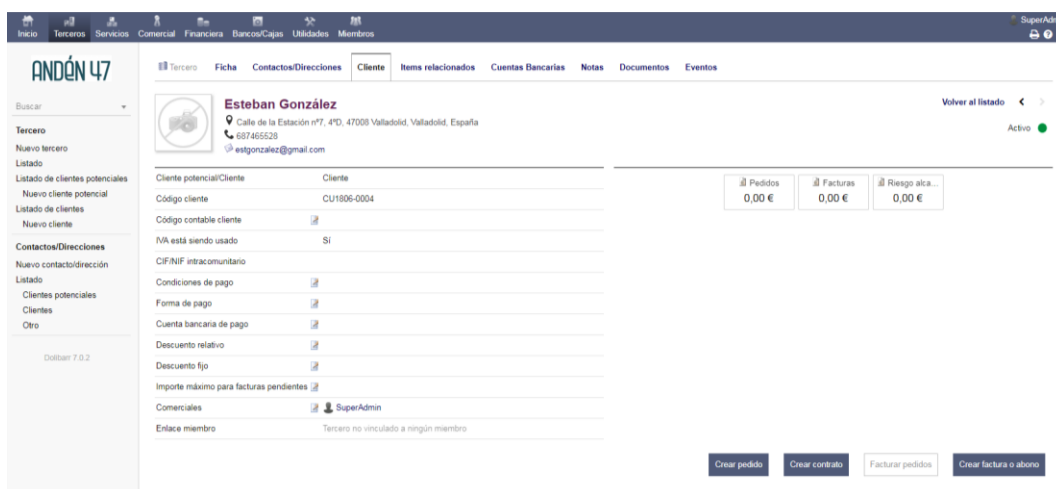 Inicio Terceros Servicios Comercial Financiera Bancos/Cajas Utilidades Miembros
SuperAdm
ANDÉN 47
Tercero Ficha Contactos/Direcciones Cliente Items relacionados Cuentas Bancarias Notas Documentos Eventos
Buscar
Tercero
Nuevo tercero
Listado
Listado de clientes potenciales
Nuevo cliente potencial
Listado de clientes
Nuevo cliente
Contactos/Direcciones
Nuevo contacto/dirección
Listado
Clientes potenciales
Clientes
Otro
Dolibarr 7.0.2
Esteban González
Calle de la Estación nº7, 4ºD, 47008 Valladolid, Valladolid, España
687465528
estgonzalez@gmail.com
Volver al listado
Activo
Cliente potencial/Cliente Cliente
Código cliente CU1806-0004
Código contable cliente
IVA está siendo usado Sí
CIF/NIF intracomunitario
Condiciones de pago
Forma de pago
Cuenta bancaria de pago
Descuento relativo
Descuento fijo
Importe máximo para facturas pendientes
Comerciales SuperAdmin
Enlace miembro Tercero no vinculado a ningún miembro
Pedidos Facturas Riesgo alca...
0,00 € 0,00 € 0,00 €
Crear pedido Crear contrato Facturar pedidos Crear factura o abono